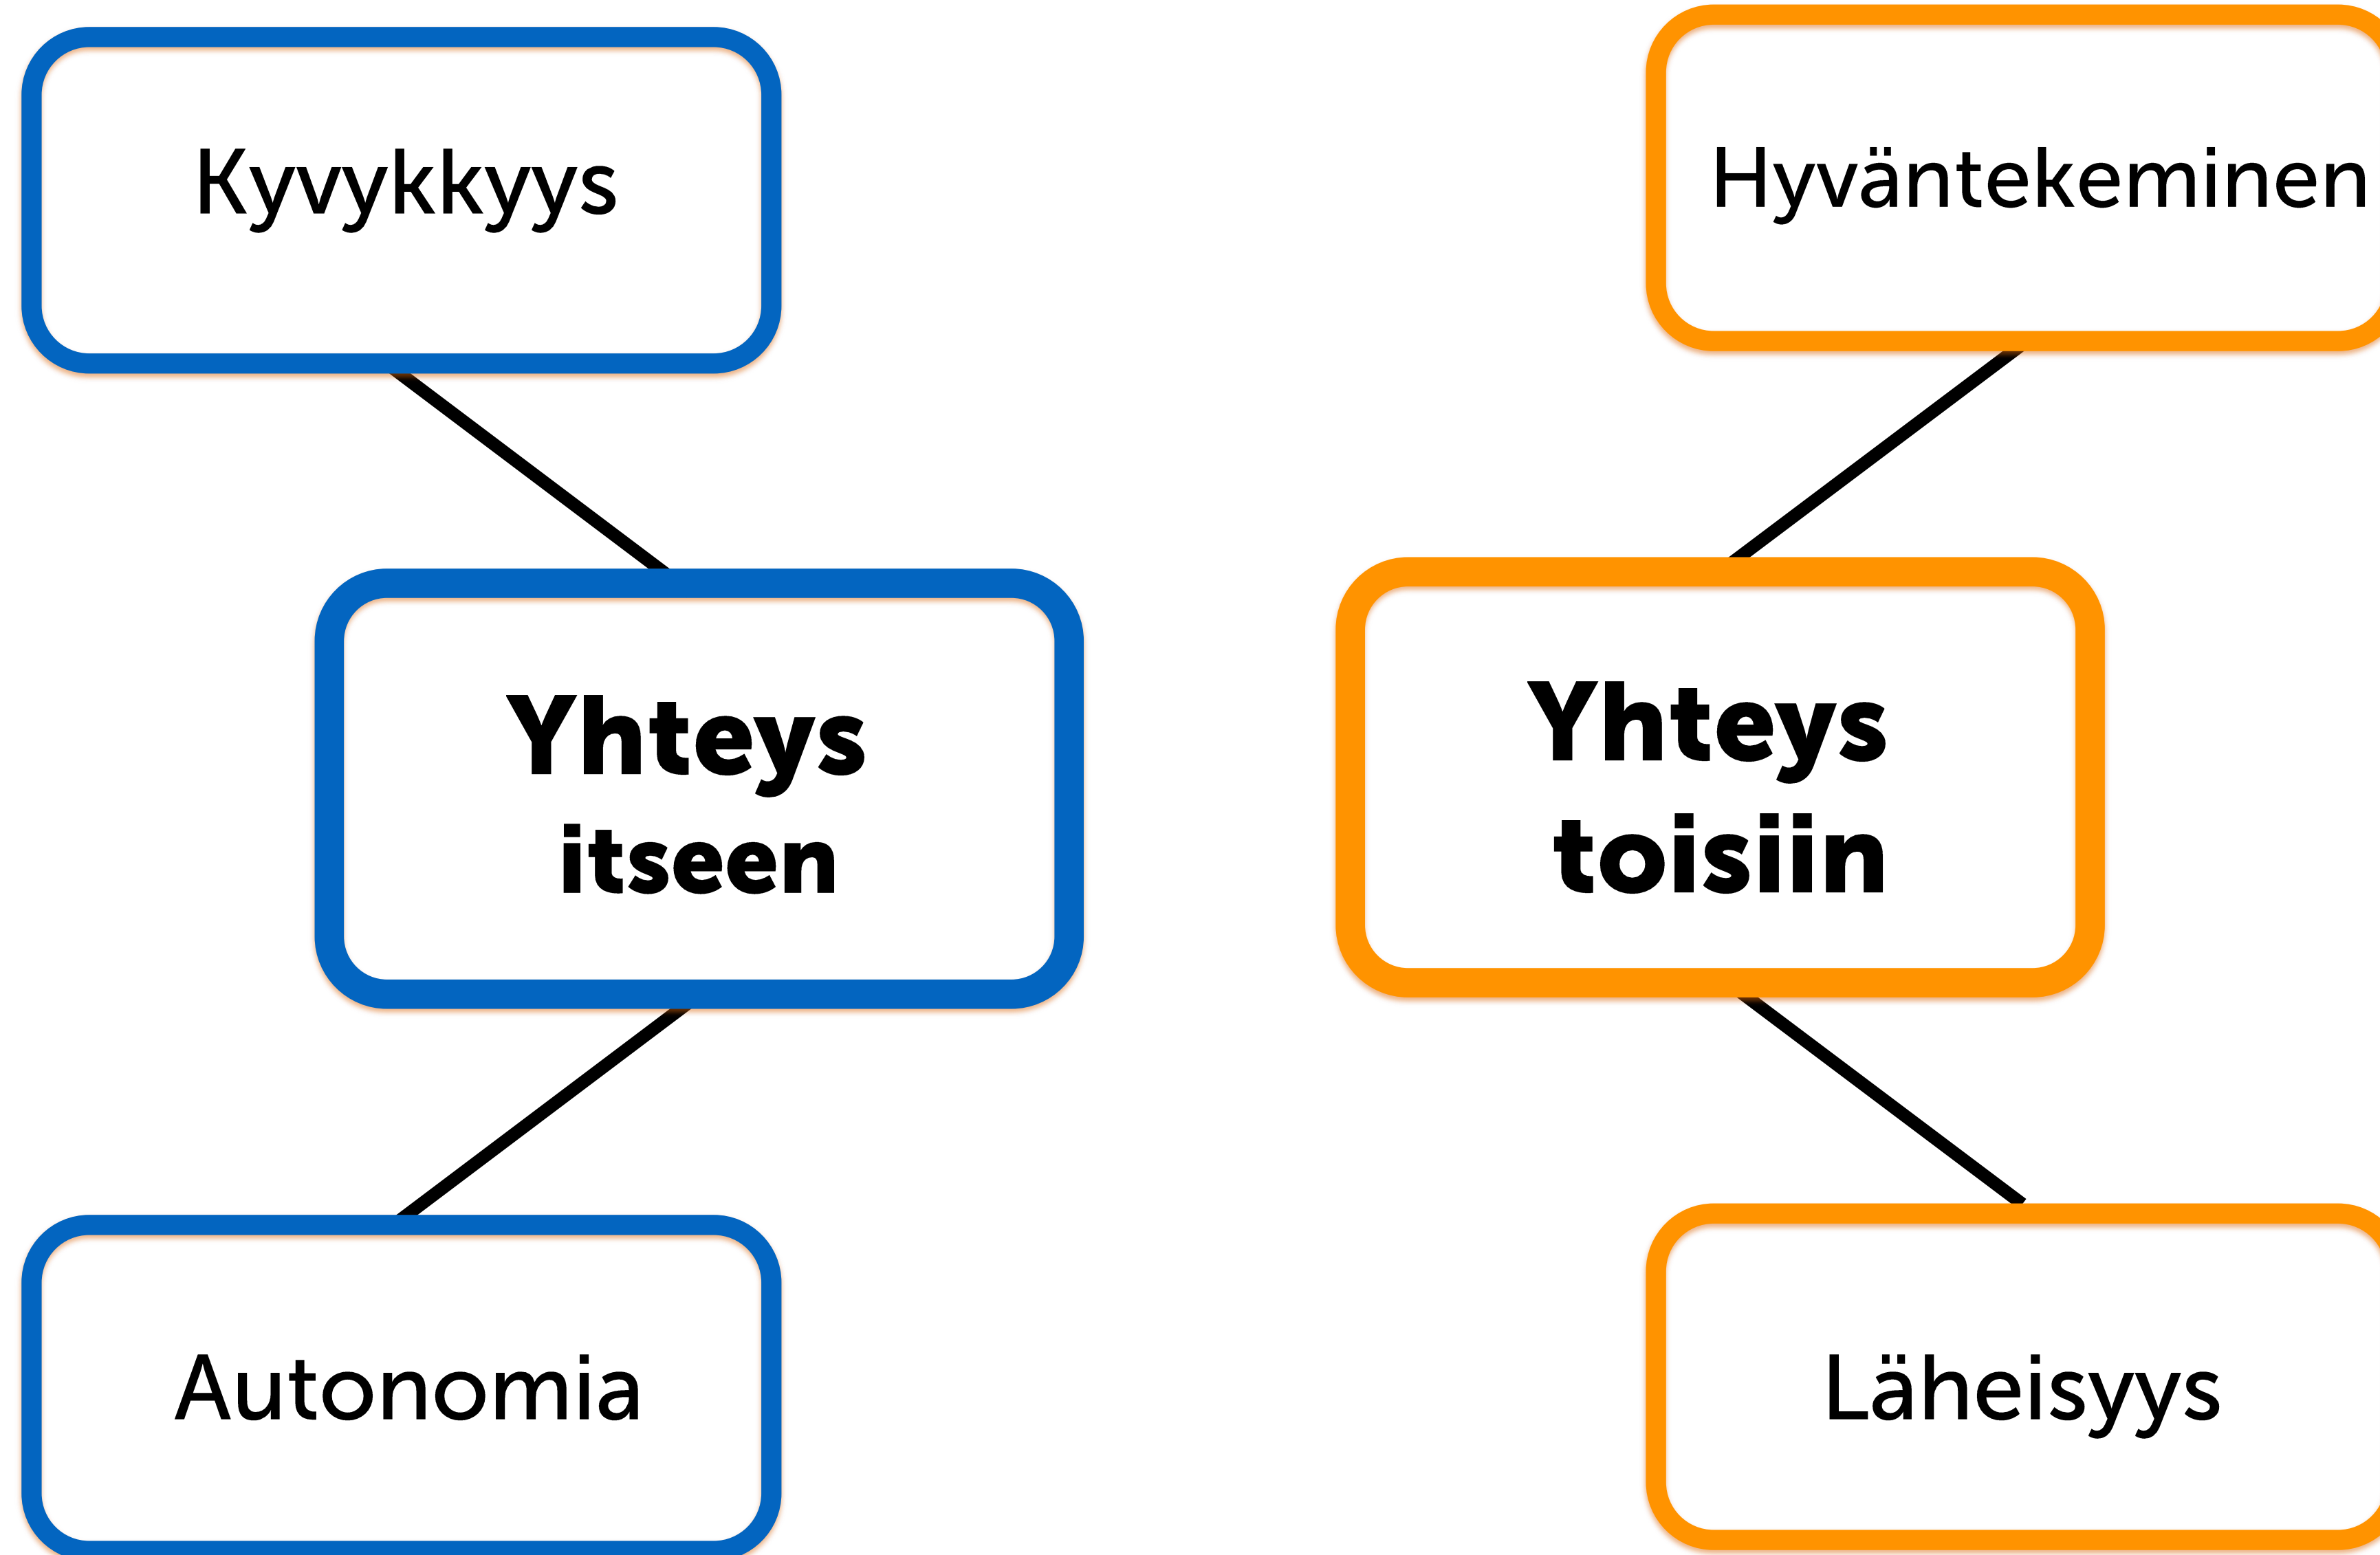 Kyvykkyys
Hyväntekeminen
Yhteys
itseen
Yhteys
toisiin
Autonomia
Läheisyys